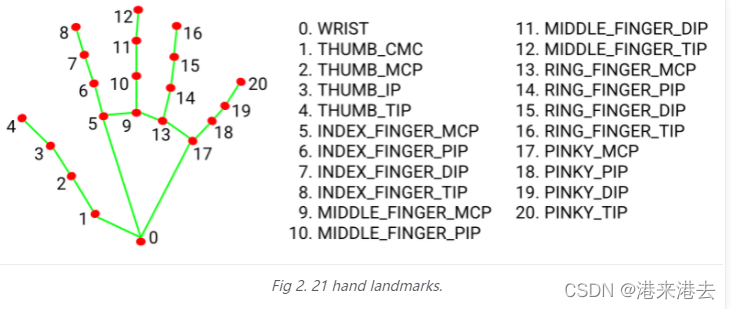 12
16
8
11
7
15
20
10
6
14
19
4
5
9
13
18
3
17
2
1
0
0. WRIST
1. THUMB_CMC
2. THUMB_MCP
3. THUMB_IP
4. THUMB_TIP
5. INDEX_FINGER_MCP
6. INDEX_FINGER_PIP
7. INDEX_FINGER_DIP
8. INDEX_FINGER_TIP
9. MIDDLE_FINGER_MCP
10. MIDDLE_FINGER_PIP
11. MIDDLE_FINGER_DIP
12. MIDDLE_FINGER_TIP
13. RING_FINGER_MCP
14. RING_FINGER_PIP
15. RING_FINGER_DIP
16. RING_FINGER_TIP
17. PINKY_MCP
18. PINKY_PIP
19. PINKY_DIP
20. PINKY_TIP
Fig 2. 21 hand landmarks.
CSDN @港来港去